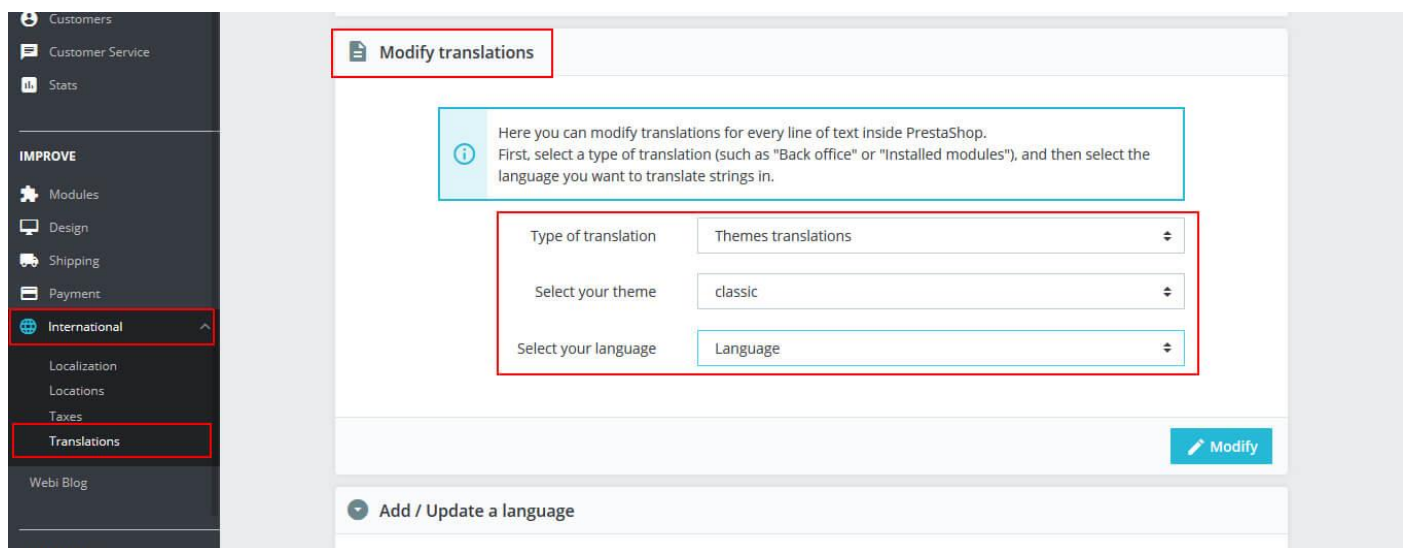 Customers
Customer Service
Stats
IMPROVE
Modules
Design
Shipping
Payment
International
Localization
Locations
Taxes
Translations
Webi Blog
Modify translations
Here you can modify translations for every line of text inside PrestaShop.
First, select a type of translation (such as "Back office" or "Installed modules"), and then select the
language you want to translate strings in.
Type of translation Themes translations
Select your theme classic
Select your language Language
Modify
Add / Update a language